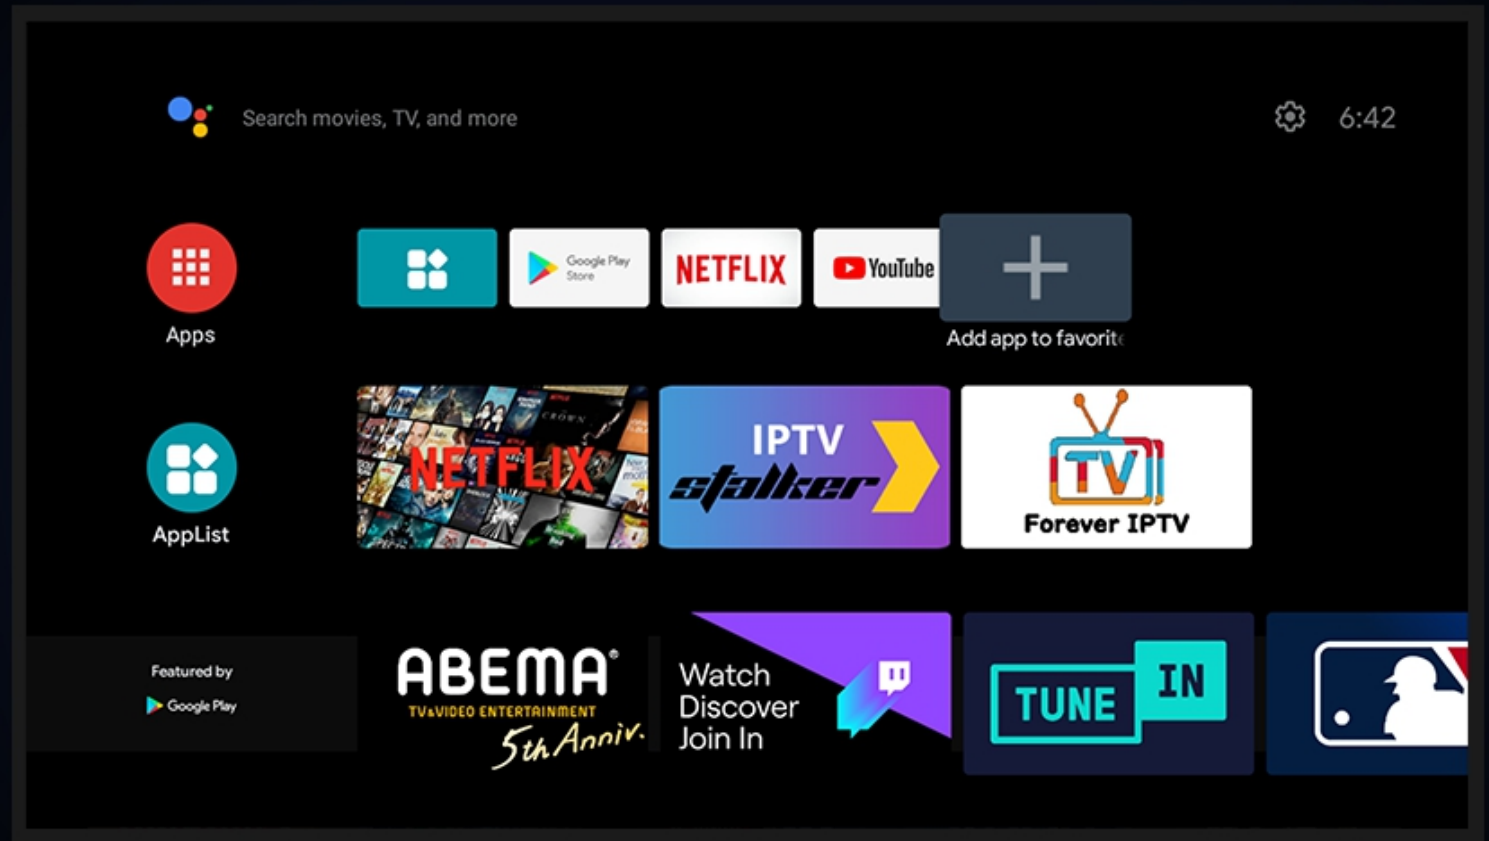 Search movies, TV, and more
6:42
Apps
Google Play
Store
NETFLIX
YouTube
Add app to favorite
AppList
NETFLIX
CROWN
IPTV
stalker
TV
Forever IPTV
Featured by
Google Play
ABEMA®
TV&VIDEO ENTERTAINMENT
5th Anniv.
Watch
Discover
Join In
TUNE
IN